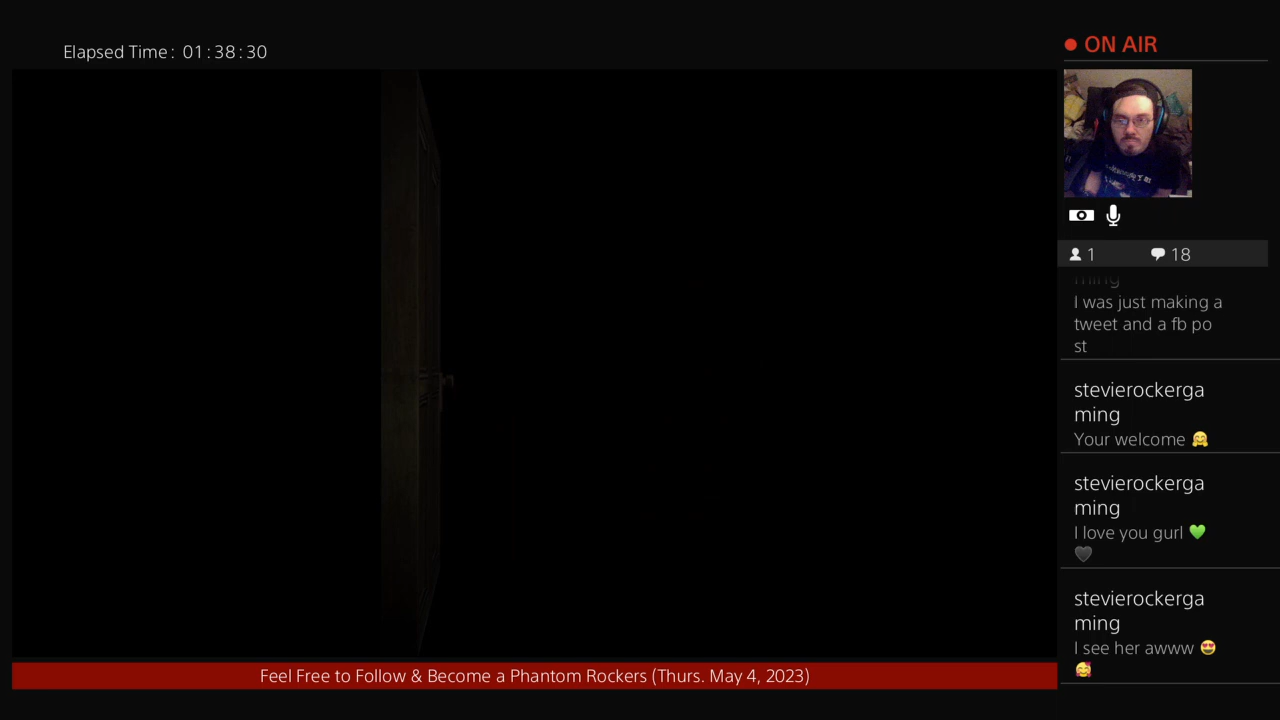 Elapsed Time: 01:38:30
ON AIR
1
18
ming
I was just making a
tweet and a fb po
st
stevierockerga
ming
Your welcome 🤗
stevierockerga
ming
I love you gurl 💚
🖤
stevierockerga
ming
I see her awww 😍
🥰
Feel Free to Follow & Become a Phantom Rockers (Thurs. May 4, 2023)